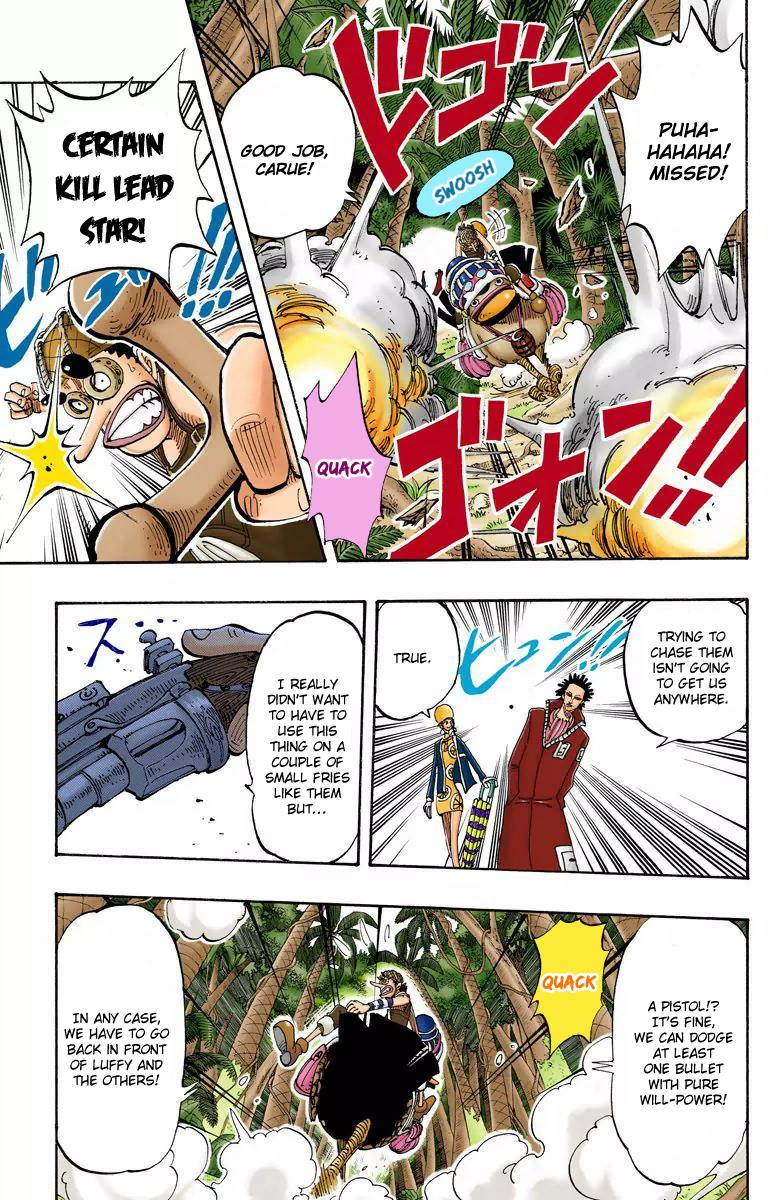 PUHA-
HAHAHA!
MISSED!
ドゴン
SWOOSH
GOOD JOB,
CARUE!
QUACK
ゴォン!!
CERTAIN
KILL LEAD
STAR!
ビュ!!!
TRYING TO
CHASE THEM
ISN'T GOING
TO GET US
ANYWHERE.
ヒュン!!
TRUE.
I REALLY
DIDN'T WANT
TO HAVE TO
USE THIS
THING ON A
COUPLE OF
SMALL FRIES
LIKE THEM
BUT...
ス...
QUACK
A PISTOL!?
IT'S FINE,
WE CAN DODGE
AT LEAST
ONE BULLET
WITH PURE
WILL-POWER!
IN ANY CASE,
WE HAVE TO GO
BACK IN FRONT
OF LUFFY AND
THE OTHERS!